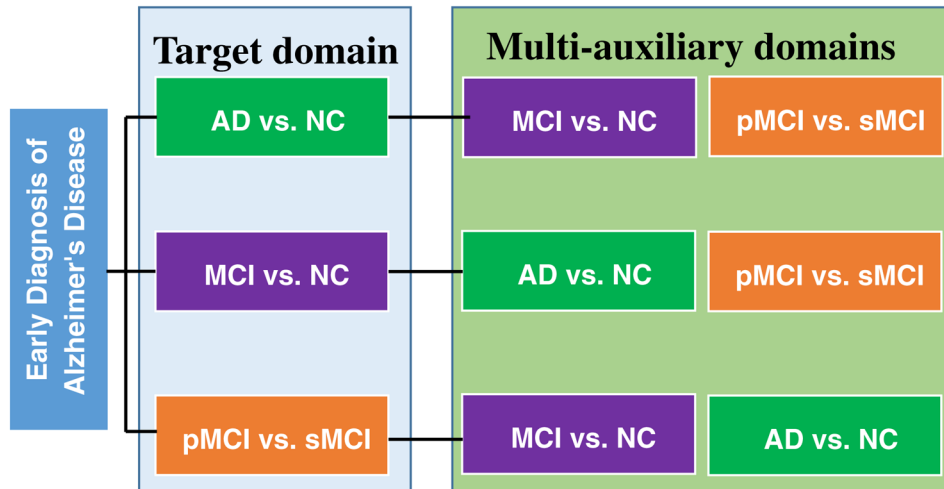 Early Diagnosis of
Alzheimer's Disease
Target domain
Multi-auxiliary domains
AD vs. NC
MCI vs. NC
pMCI vs. sMCI
MCI vs. NC
AD vs. NC
pMCI vs. sMCI
pMCI vs. sMCI
MCI vs. NC
AD vs. NC